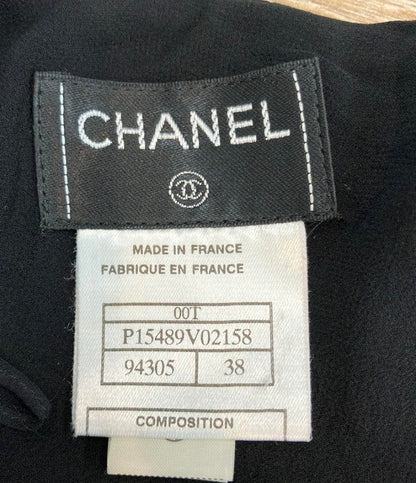 CHANEL
MADE IN FRANCE
FABRIQUE EN FRANCE
00T
P15489V02158
94305 38
COMPOSITION